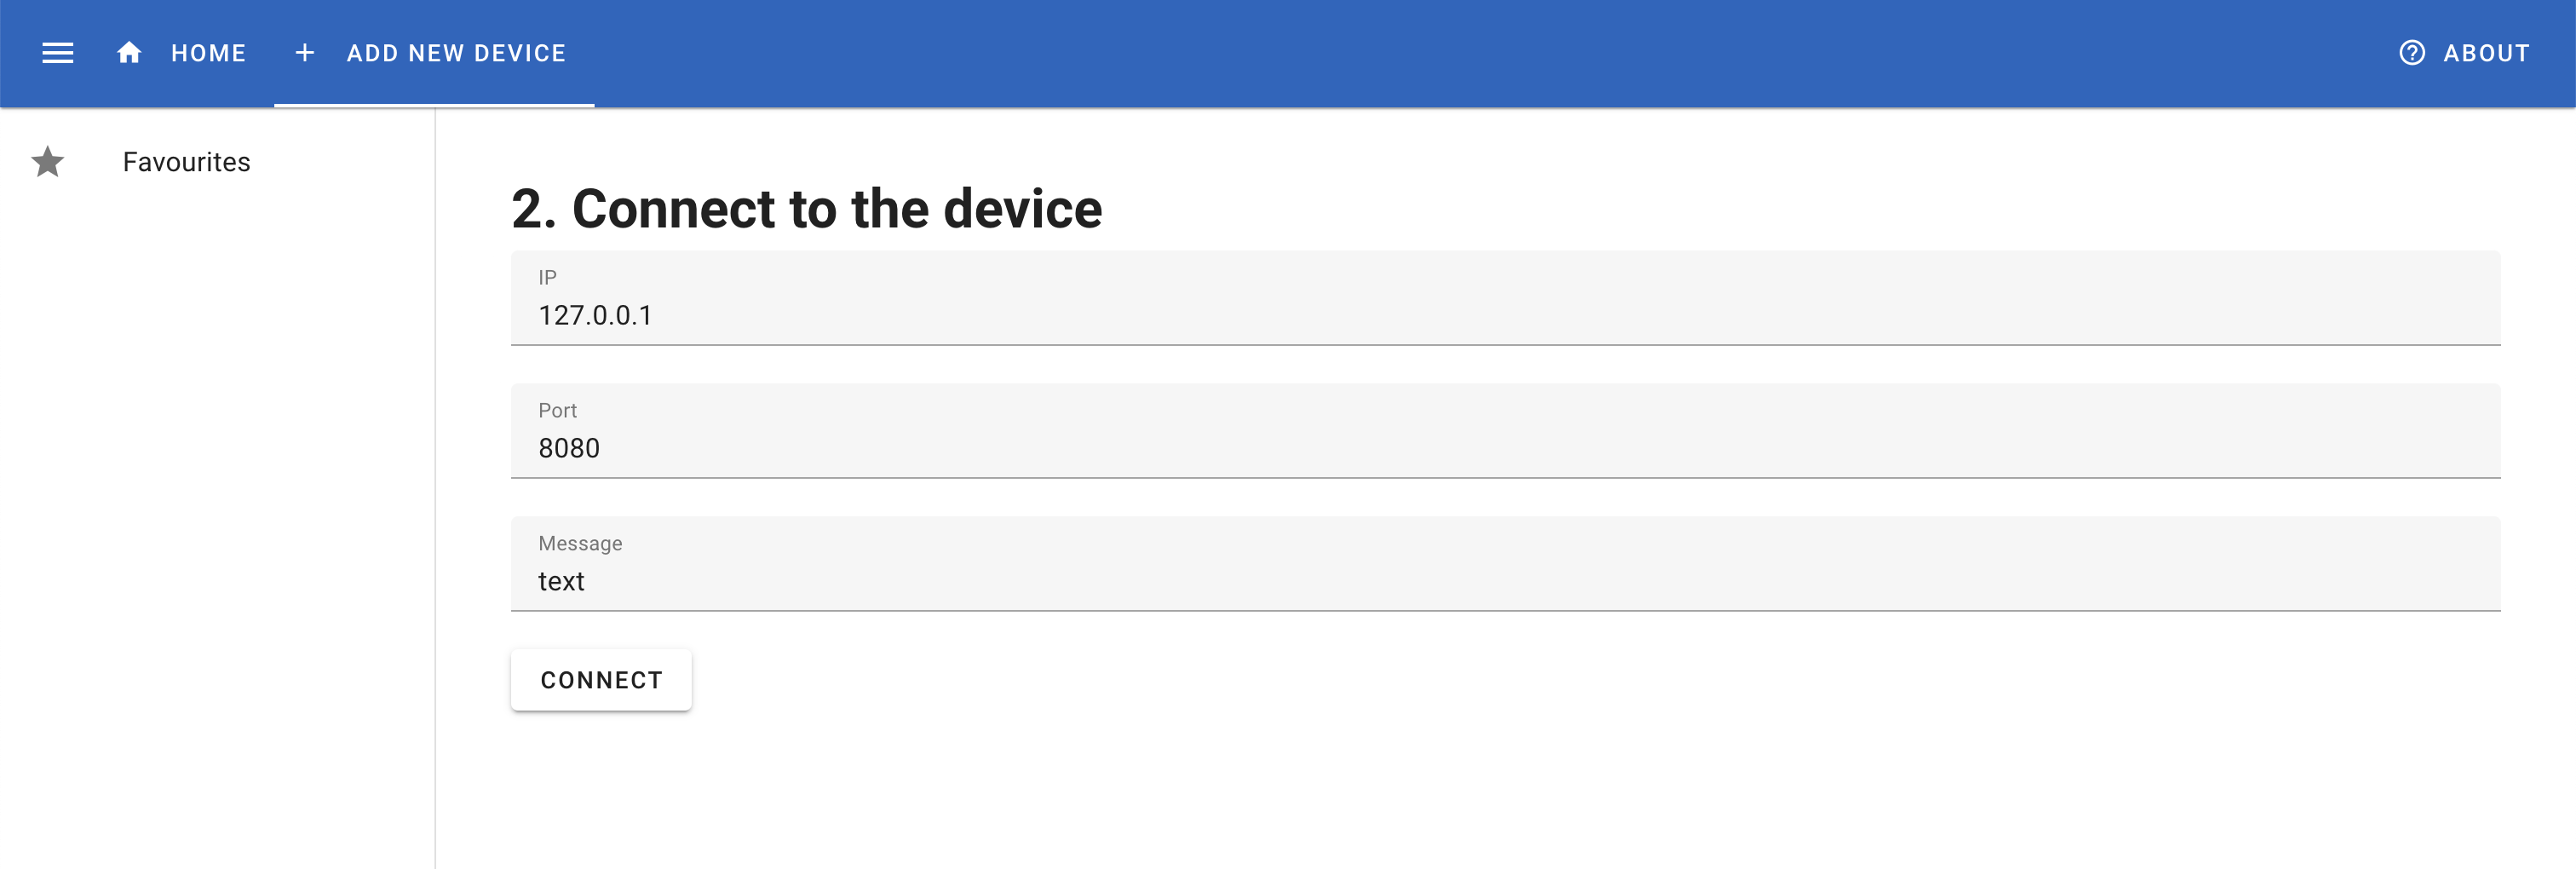 HOME ADD NEW DEVICE ABOUT
Favourites
2. Connect to the device
IP
127.0.0.1
Port
8080
Message
text
CONNECT